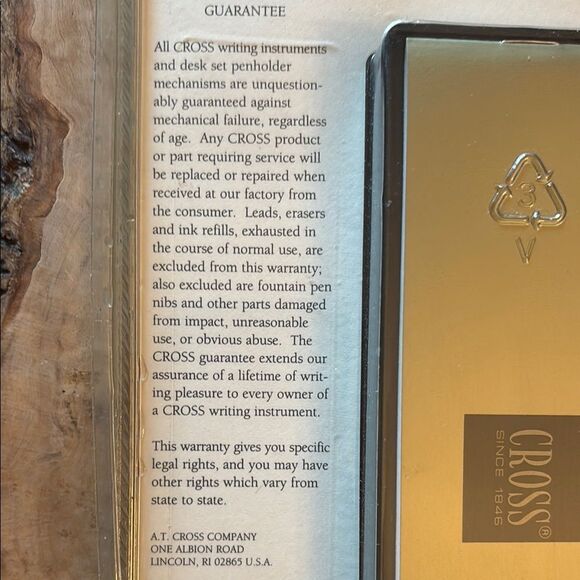 GUARANTEE
All CROSS writing instruments
and desk set penholder
mechanisms are unquestion-
ably guaranteed against
mechanical failure, regardless
of age. Any CROSS product
or part requiring service will
be replaced or repaired when
received at our factory from
the consumer. Leads, erasers
and ink refills, exhausted in
the course of normal use, are
excluded from this warranty;
also excluded are fountain pen
nibs and other parts damaged
from impact, unreasonable
use, or obvious abuse. The
CROSS guarantee extends our
assurance of a lifetime of writ-
ing pleasure to every owner of
a CROSS writing instrument.
This warranty gives you specific
legal rights, and you may have
other rights which vary from
state to state.
A.T. CROSS COMPANY
ONE ALBION ROAD
LINCOLN, RI 02865 U.S.A.
3
V
CROSS®
SINCE 1846